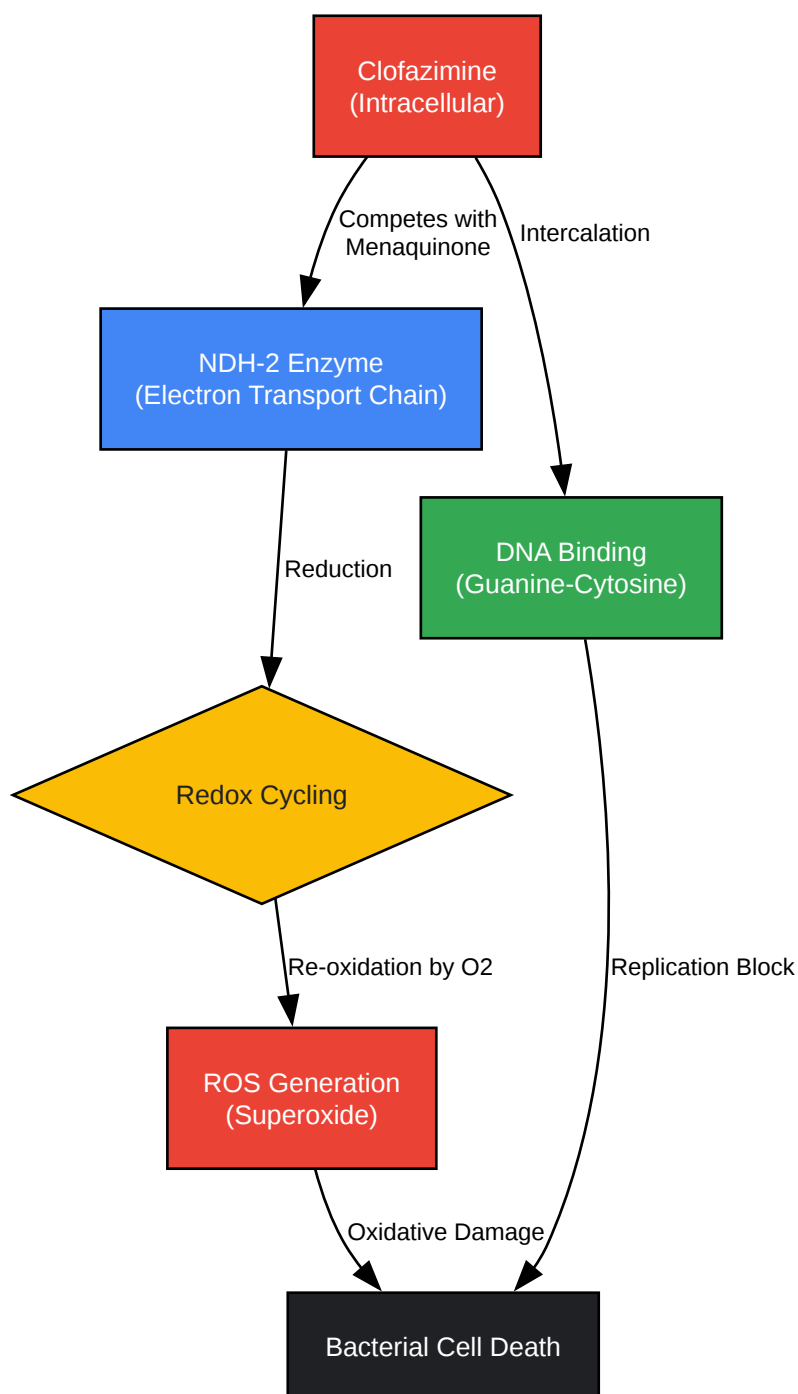 Clofazimine
(Intracellular)
Competes with
Menaquinone
Intercalation
NDH-2 Enzyme
(Electron Transport Chain)
DNA Binding
(Guanine-Cytosine)
Reduction
Redox Cycling
Re-oxidation by O2
Replication Block
ROS Generation
(Superoxide)
Oxidative Damage
Bacterial Cell Death